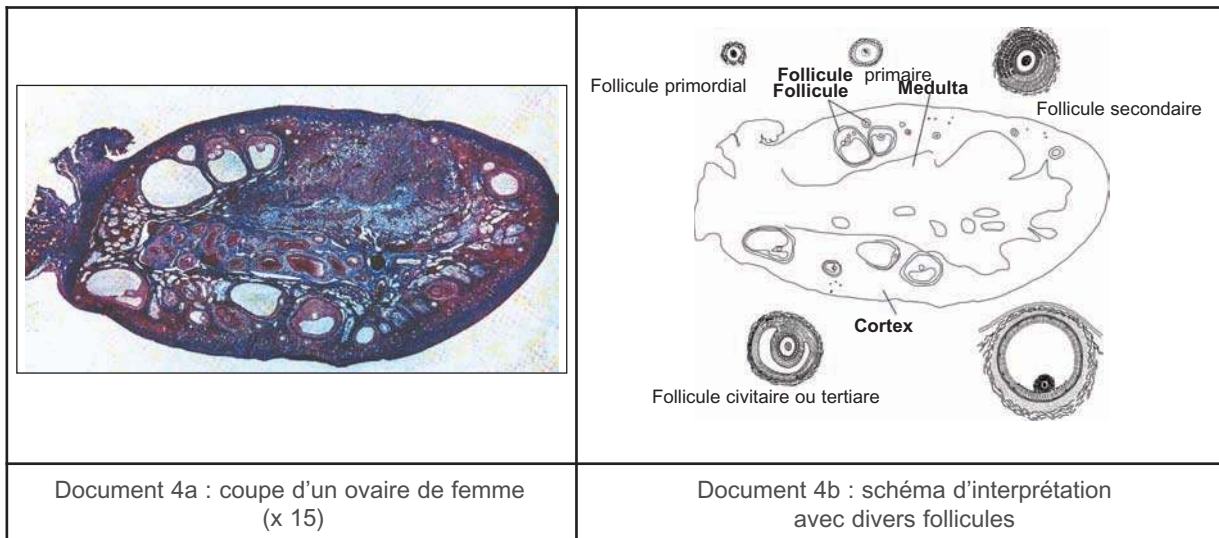 Follicule primordial
Follicule primaire
Follicule
Medulta
Follicule secondaire
Cortex
Follicule civitaire ou tertiaire
Document 4a : coupe d'un ovaire de femme
(x 15)
Document 4b : schéma d'interprétation
avec divers follicules